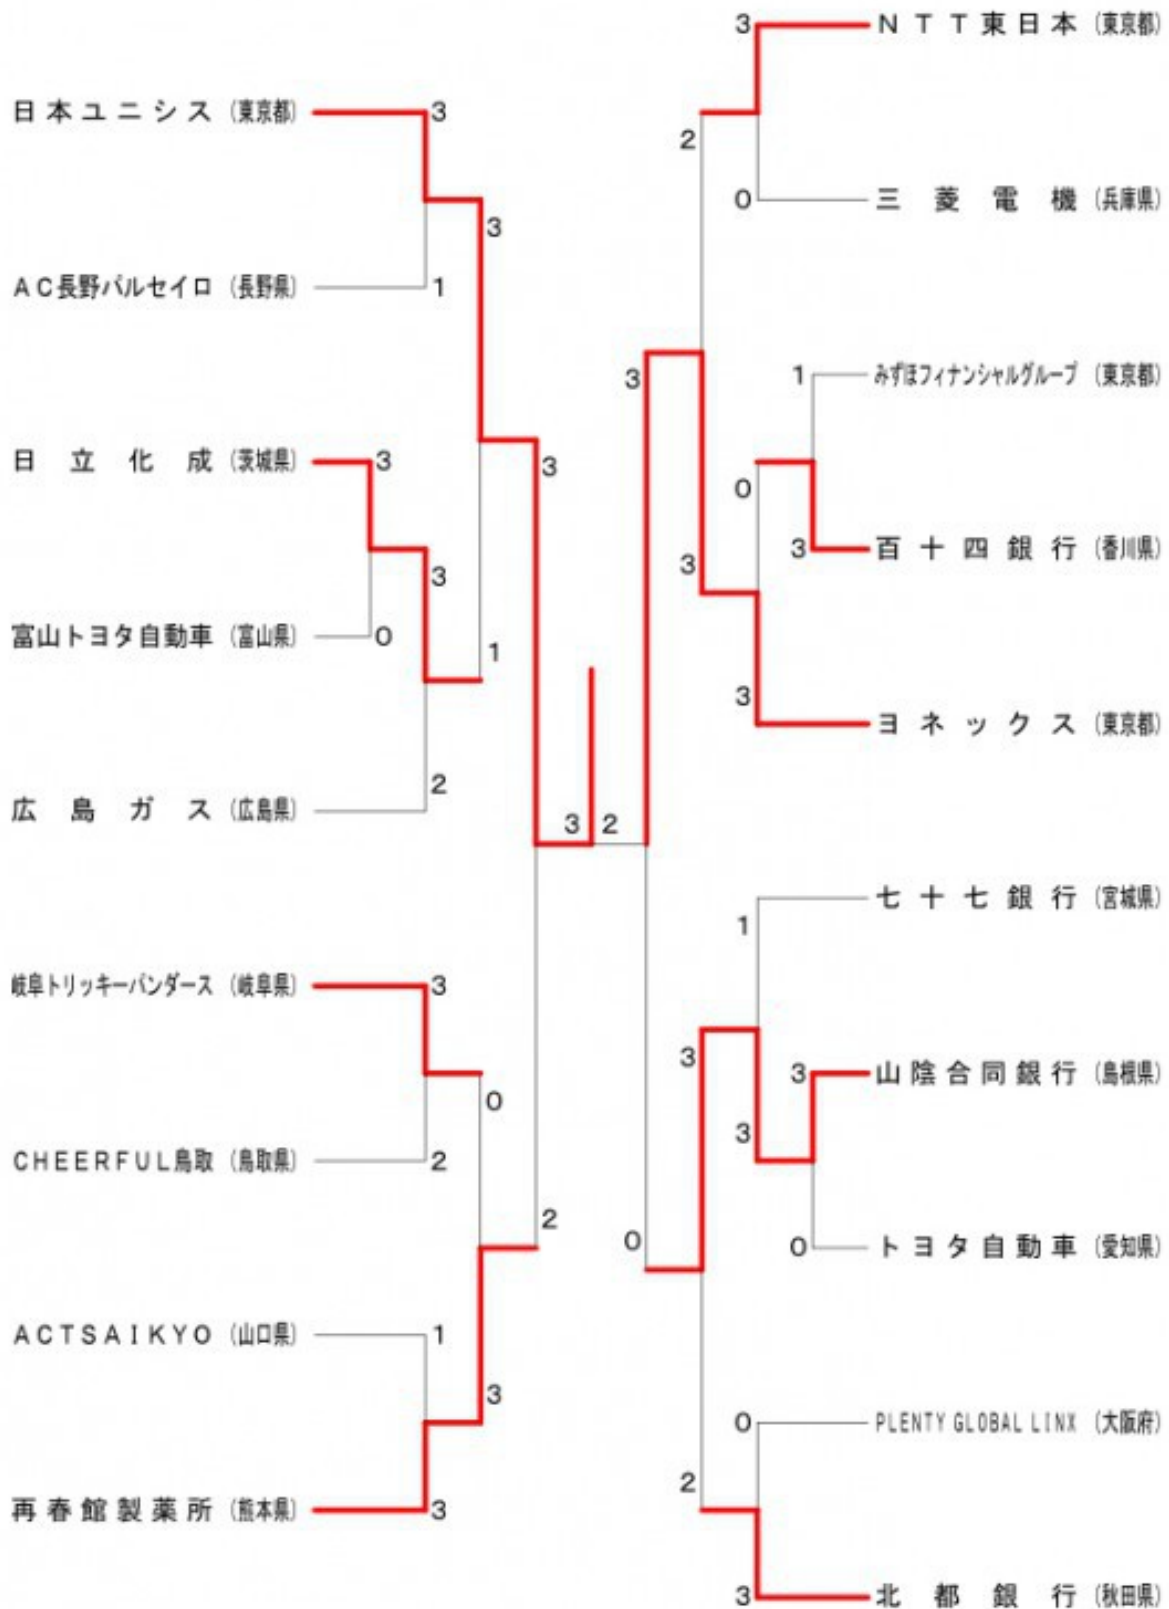 日本ユニシス (東京都) 3
3
AC長野パルセイロ (長野県) 1
日立化成 (茨城県) 3
3
3
富山トヨタ自動車 (富山県) 0
1
広島ガス (広島県) 2
3 2
岐阜トリッキーパンダース (岐阜県) 3
0
CHEERFUL鳥取 (鳥取県) 2
2
ACTSAIKYO (山口県) 1
3
再春館製薬所 (熊本県) 3
3 NTT東日本 (東京都)
2
0 三菱電機 (兵庫県)
3
1 みずほフィナンシャルグループ (東京都)
0
3 百十四銀行 (香川県)
3
3 ヨネックス (東京都)
七十七銀行 (宮城県)
1
3
3 山陰合同銀行 (島根県)
3
0 トヨタ自動車 (愛知県)
0
0 PLENTY GLOBAL LINX (大阪府)
2
3 北都銀行 (秋田県)